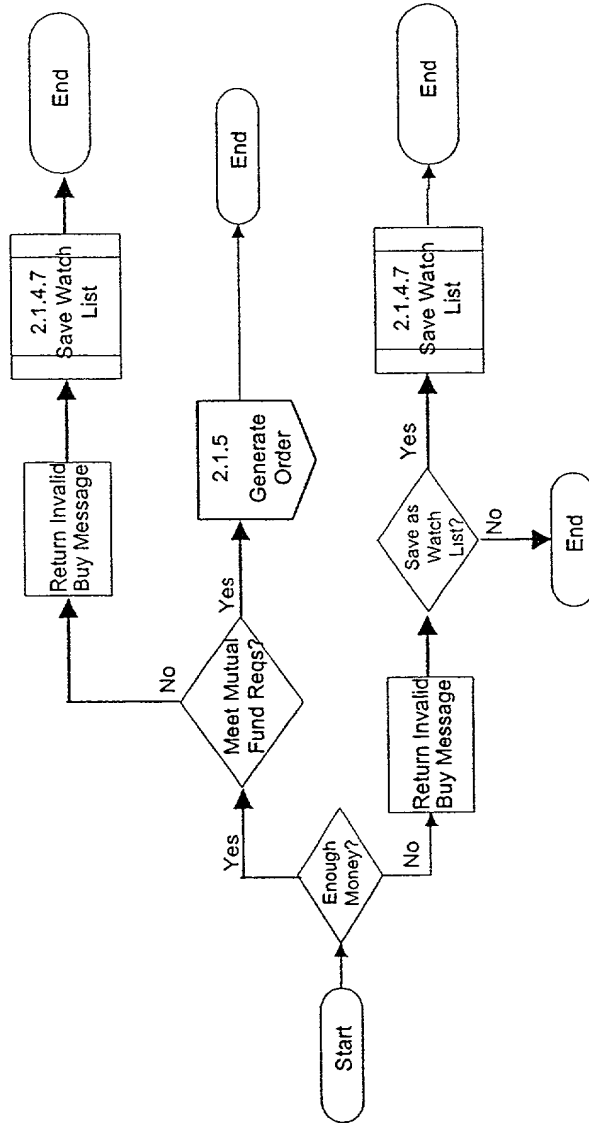 Start
Enough
Money?
Yes
No
Meet Mutual
Fund Reqs?
No
Yes
Return Invalid
Buy Message
2.1.4.7
Save Watch
List
End
2.1.5
Generate
Order
End
Return Invalid
Buy Message
Save as
Watch
List?
Yes
No
2.1.4.7
Save Watch
List
End
End